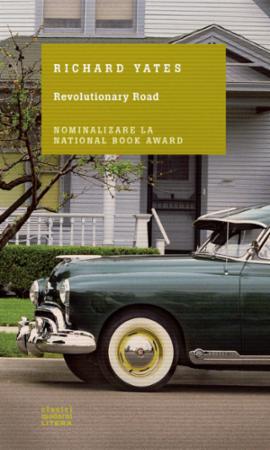 RICHARD YATES
Revolutionary Road
NOMINALIZARE LA
NATIONAL BOOK AWARD
clasici
moderni
LITERA